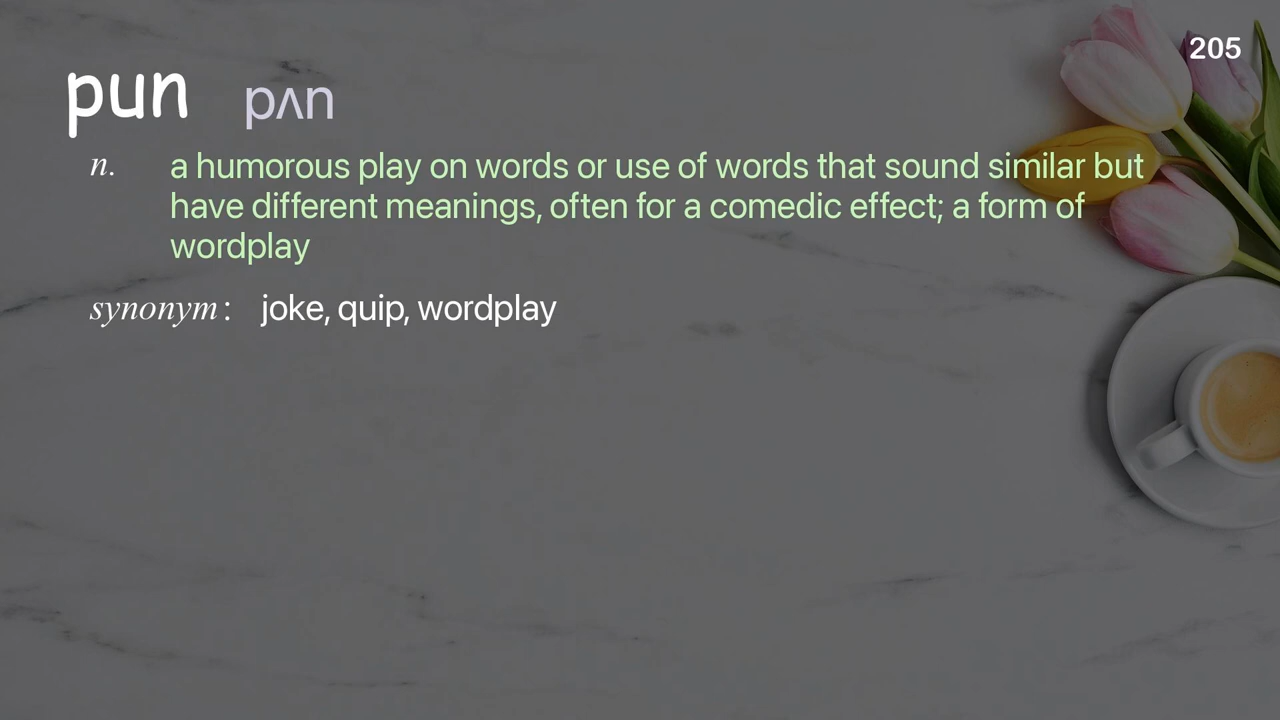 205
pun pʌn
n. a humorous play on words or use of words that sound similar but
have different meanings, often for a comedic effect; a form of
wordplay
synonym: joke, quip, wordplay